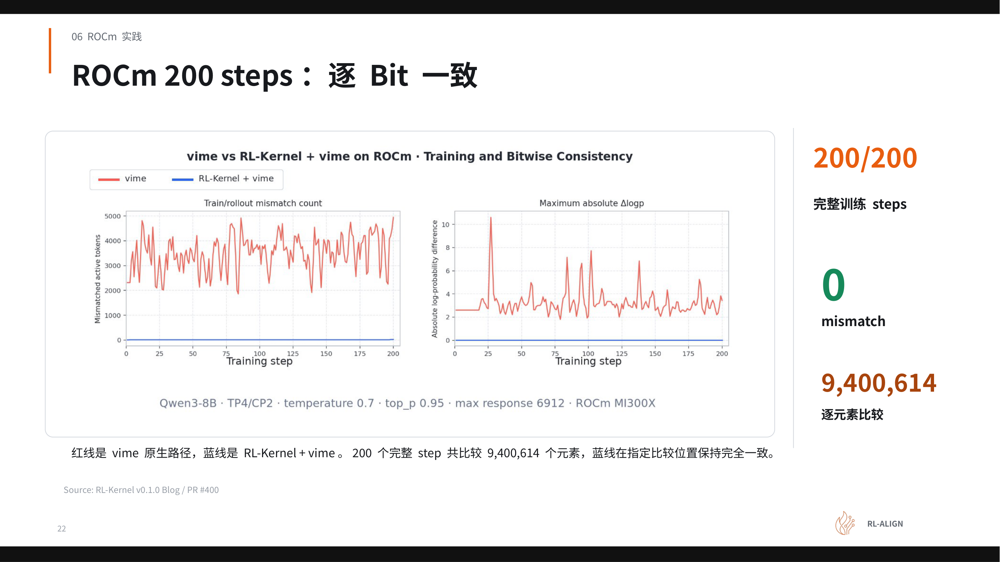 06 ROCm 实践
ROCm 200 steps：逐 Bit 一致
vime vs RL-Kernel + vime on ROCm · Training and Bitwise Consistency
vime
RL-Kernel + vime
Train/rollout mismatch count
Mismatched active tokens
5000
4000
3000
2000
1000
0
0 25 50 75 100 125 150 175 200
Training step
Maximum absolute Δlogp
Absolute log-probability difference
10
8
6
4
2
0
0 25 50 75 100 125 150 175 200
Training step
Qwen3-8B · TP4/CP2 · temperature 0.7 · top_p 0.95 · max response 6912 · ROCm MI300X
200/200
完整训练 steps
0
mismatch
9,400,614
逐元素比较
红线是 vime 原生路径，蓝线是 RL-Kernel + vime 。 200 个完整 step 共比较 9,400,614 个元素，蓝线在指定比较位置保持完全一致。
Source: RL-Kernel v0.1.0 Blog / PR #400
22
RL-ALIGN